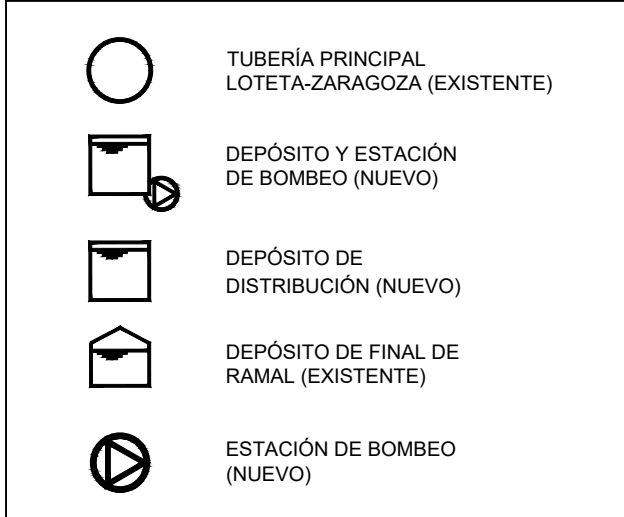 TUBERÍA PRINCIPAL
LOTETA-ZARAGOZA (EXISTENTE)
DEPÓSITO Y ESTACIÓN
DE BOMBEO (NUEVO)
DEPÓSITO DE
DISTRIBUCIÓN (NUEVO)
DEPÓSITO DE FINAL DE
RAMAL (EXISTENTE)
ESTACIÓN DE BOMBEO
(NUEVO)